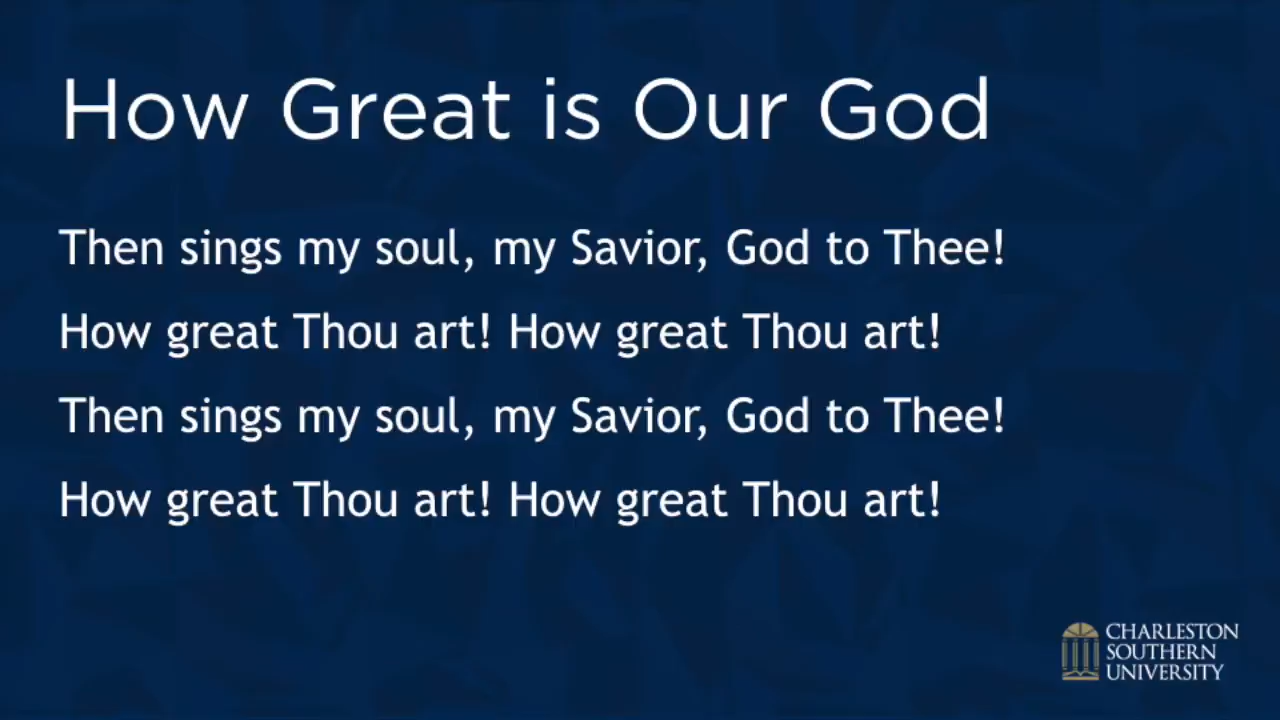 How Great is Our God
Then sings my soul, my Savior, God to Thee!
How great Thou art! How great Thou art!
Then sings my soul, my Savior, God to Thee!
How great Thou art! How great Thou art!
CHARLESTON
SOUTHERN
UNIVERSITY